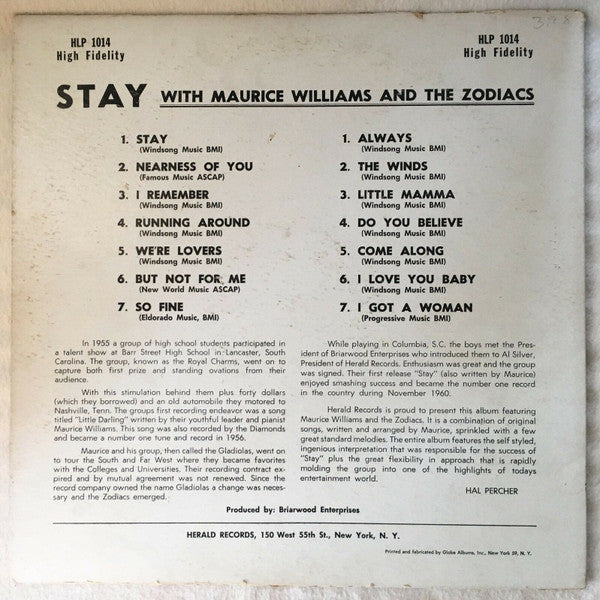 HLP 1014
High Fidelity
HLP 1014
High Fidelity
STAY WITH MAURICE WILLIAMS AND THE ZODIACS
1. STAY
(Windsong Music BMI)
2. NEARNESS OF YOU
(Famous Music ASCAP)
3. I REMEMBER
(Windsong Music BMI)
4. RUNNING AROUND
(Windsong Music BMI)
5. WE'RE LOVERS
(Windsong Music BMI)
6. BUT NOT FOR ME
(New World Music ASCAP)
7. SO FINE
(Eldorado Music, BMI)
1. ALWAYS
(Windsong Music BMI)
2. THE WINDS
(Windsong Music BMI)
3. LITTLE MAMMA
(Windsong Music BMI)
4. DO YOU BELIEVE
(Windsong Music BMI)
5. COME ALONG
(Windsong Music BMI)
6. I LOVE YOU BABY
(Windsong Music BMI)
7. I GOT A WOMAN
(Progressive Music BMI)
In 1955 a group of high school students participated in
a talent show at Barr Street High School in Lancaster, South
Carolina. The group, known as the Royal Charms, went on to
capture both first prize and standing ovations from their
audience.
With this stimulation behind them plus forty dollars
(which they borrowed) and an old automobile they motored to
Nashville, Tenn. The groups first recording endeavor was a song
titled "Little Darling" written by their youthful leader and pianist
Maurice Williams. This song was also recorded by the Diamonds
and became a number one tune and record in 1956.
Maurice and his group, then called the Gladiolas, went on
to tour the South and Far West where they became favorites
with the Colleges and Universities. Their recording contract ex-
pired and by mutual agreement was not renewed. Since the
record company owned the name Gladiolas a change was neces-
sary and the Zodiacs emerged.
While playing in Columbia, S.C. the boys met the Pres-
ident of Briarwood Enterprises who introduced them to Al Silver,
President of Herald Records. Enthusiasm was great and the group
was signed. Their first release "Stay" (also written by Maurice)
enjoyed smashing success and became the number one record
in the country during November 1960.
Herald Records is proud to present this album featuring
Maurice Williams and the Zodiacs. It is a combination of original
songs, written and arranged by Maurice, sprinkled with a few
great standard melodies. The entire album features the self styled,
ingenious interpretation that was responsible for the success of
"Stay" plus the great flexibility in approach that is rapidly
molding the group into one of the highlights of todays
entertainment world.
HAL PERCHER
Produced by: Briarwood Enterprises
HERALD RECORDS, 150 West 55th St., New York, N. Y.
Printed and fabricated by Globe Albums, Inc., New York 59, N. Y.